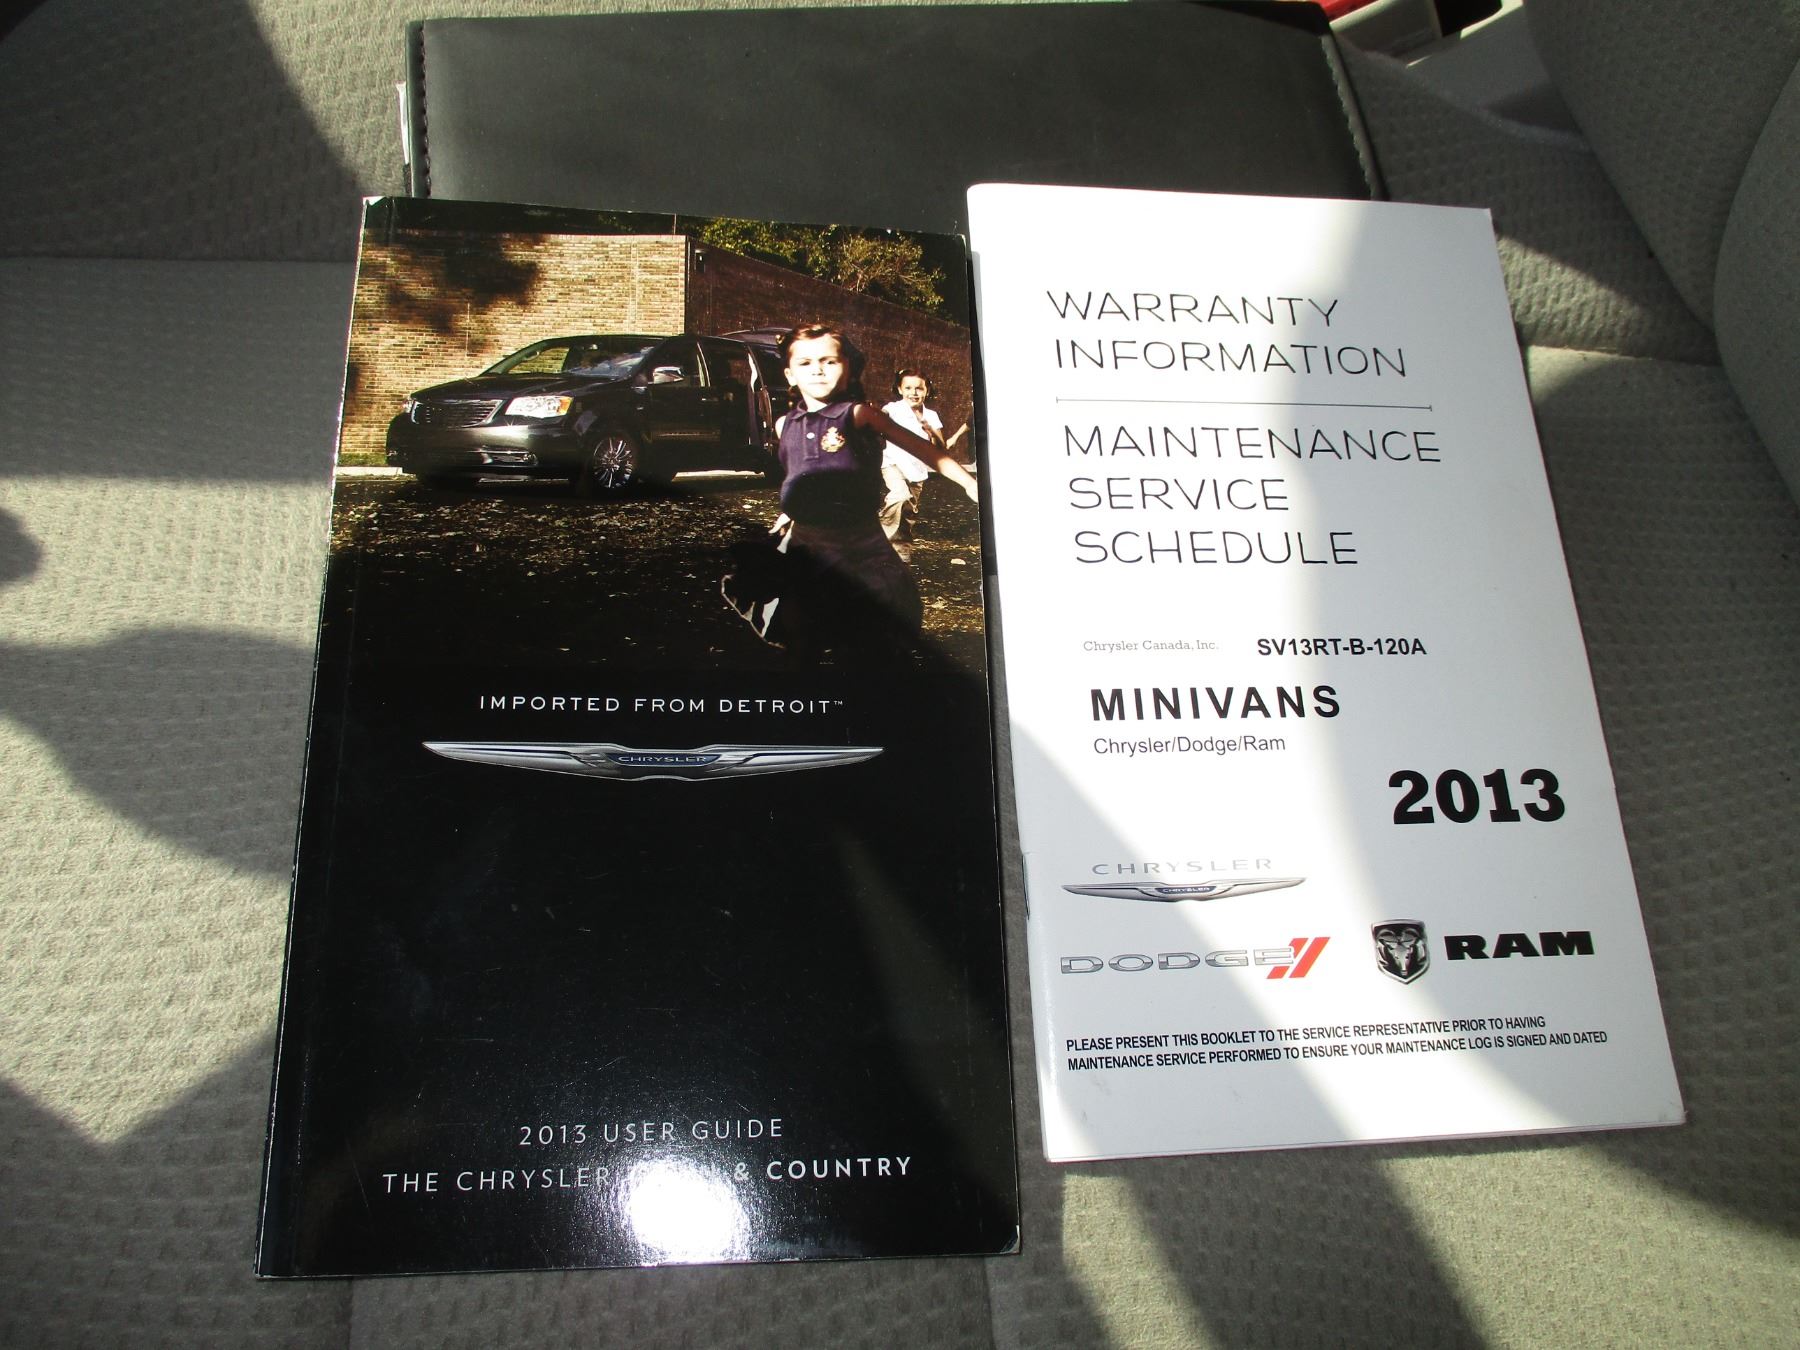 IMPORTED FROM DETROIT™
CHRYSLER
2013 USER GUIDE
THE CHRYSLER & COUNTRY
WARRANTY
INFORMATION
MAINTENANCE
SERVICE
SCHEDULE
Chrysler Canada, Inc. SV13RT-B-120A
MINIVANS
Chrysler/Dodge/Ram
2013
CHRYSLER
CHRYSLER
DODGE
RAM
PLEASE PRESENT THIS BOOKLET TO THE SERVICE REPRESENTATIVE PRIOR TO HAVING
MAINTENANCE SERVICE PERFORMED TO ENSURE YOUR MAINTENANCE LOG IS SIGNED AND DATED